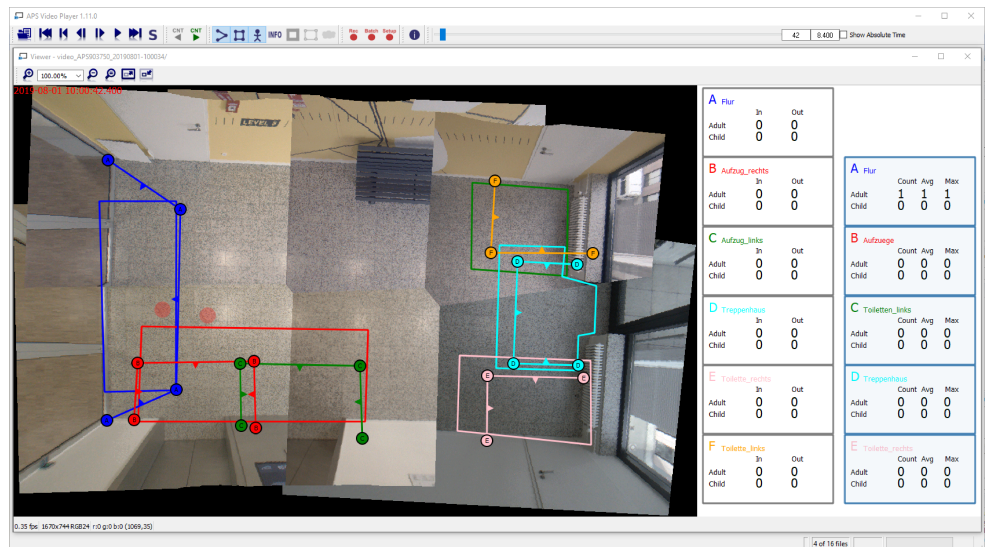 APS Video Player 1.11.0
S CNT CNT INFO Rec Batch Setup 42 8.400 Show Absolute Time
Viewer - video_APS903750_20190801-100034/
100.00%
2019-08-01 10:00:42.400
LEVEL 2
A Flur
In Out
Adult 0 0
Child 0 0
B Aufzug_rechts
In Out
Adult 0 0
Child 0 0
C Aufzug_links
In Out
Adult 0 0
Child 0 0
D Treppenhaus
In Out
Adult 0 0
Child 0 0
E Toilette_rechts
In Out
Adult 0 0
Child 0 0
F Toilette_links
In Out
Adult 0 0
Child 0 0
A Flur
Count Avg Max
Adult 1 1 1
Child 0 0 0
B Aufzuege
Count Avg Max
Adult 0 0 0
Child 0 0 0
C Toiletten_links
Count Avg Max
Adult 0 0 0
Child 0 0 0
D Treppenhaus
Count Avg Max
Adult 0 0 0
Child 0 0 0
E Toilette_rechts
Count Avg Max
Adult 0 0 0
Child 0 0 0
0.35 fps 1670x744 RGB24 r:0 g:0 b:0 (1069,35)
4 of 16 files